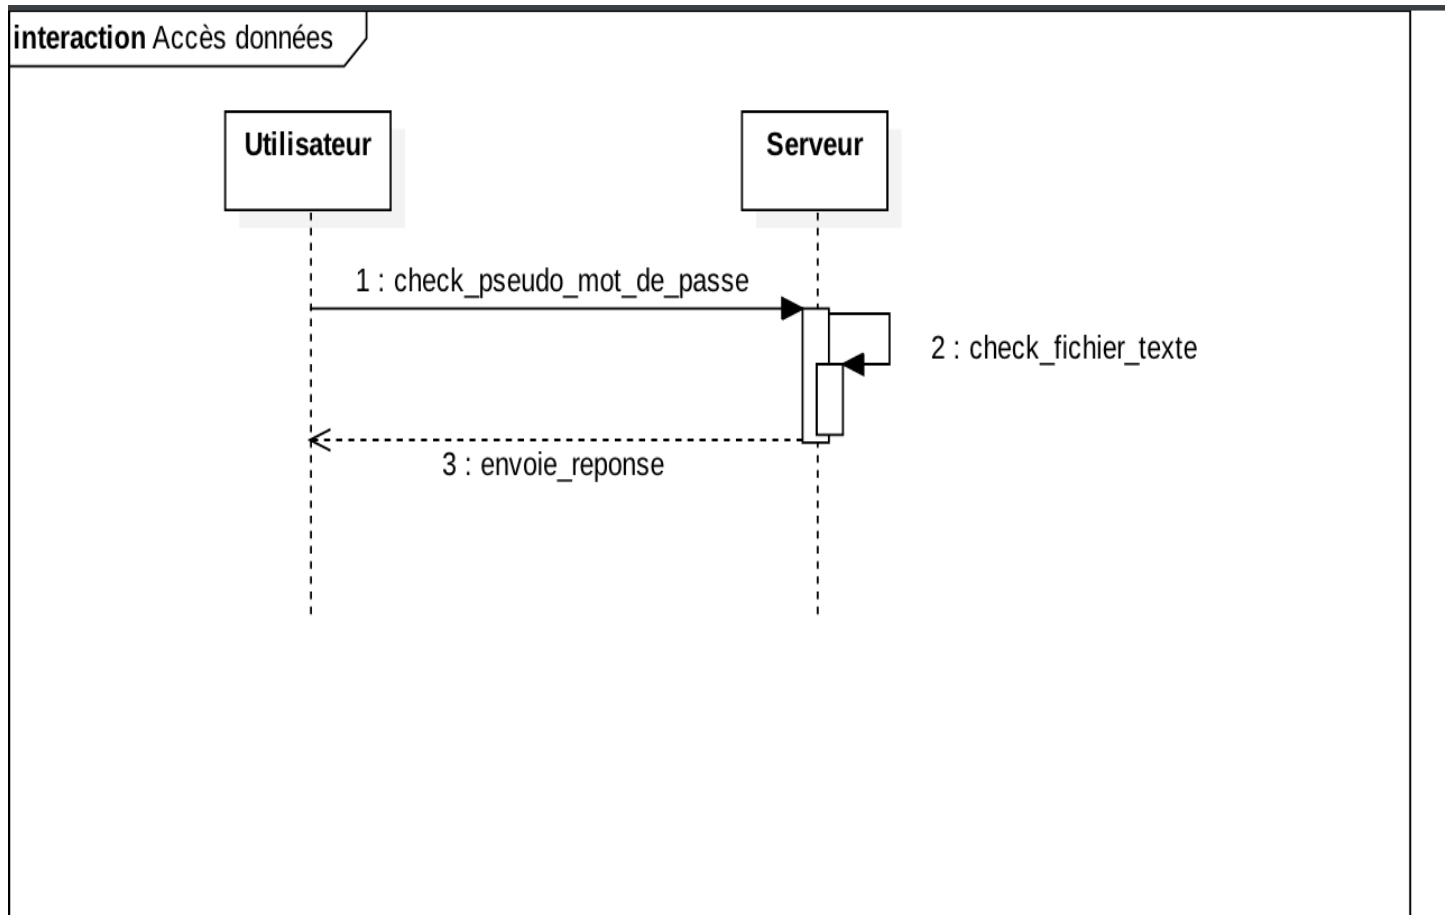 interaction Accès données
Utilisateur
Serveur
1 : check_pseudo_mot_de_passe
2 : check_fichier_texte
3 : envoie_reponse